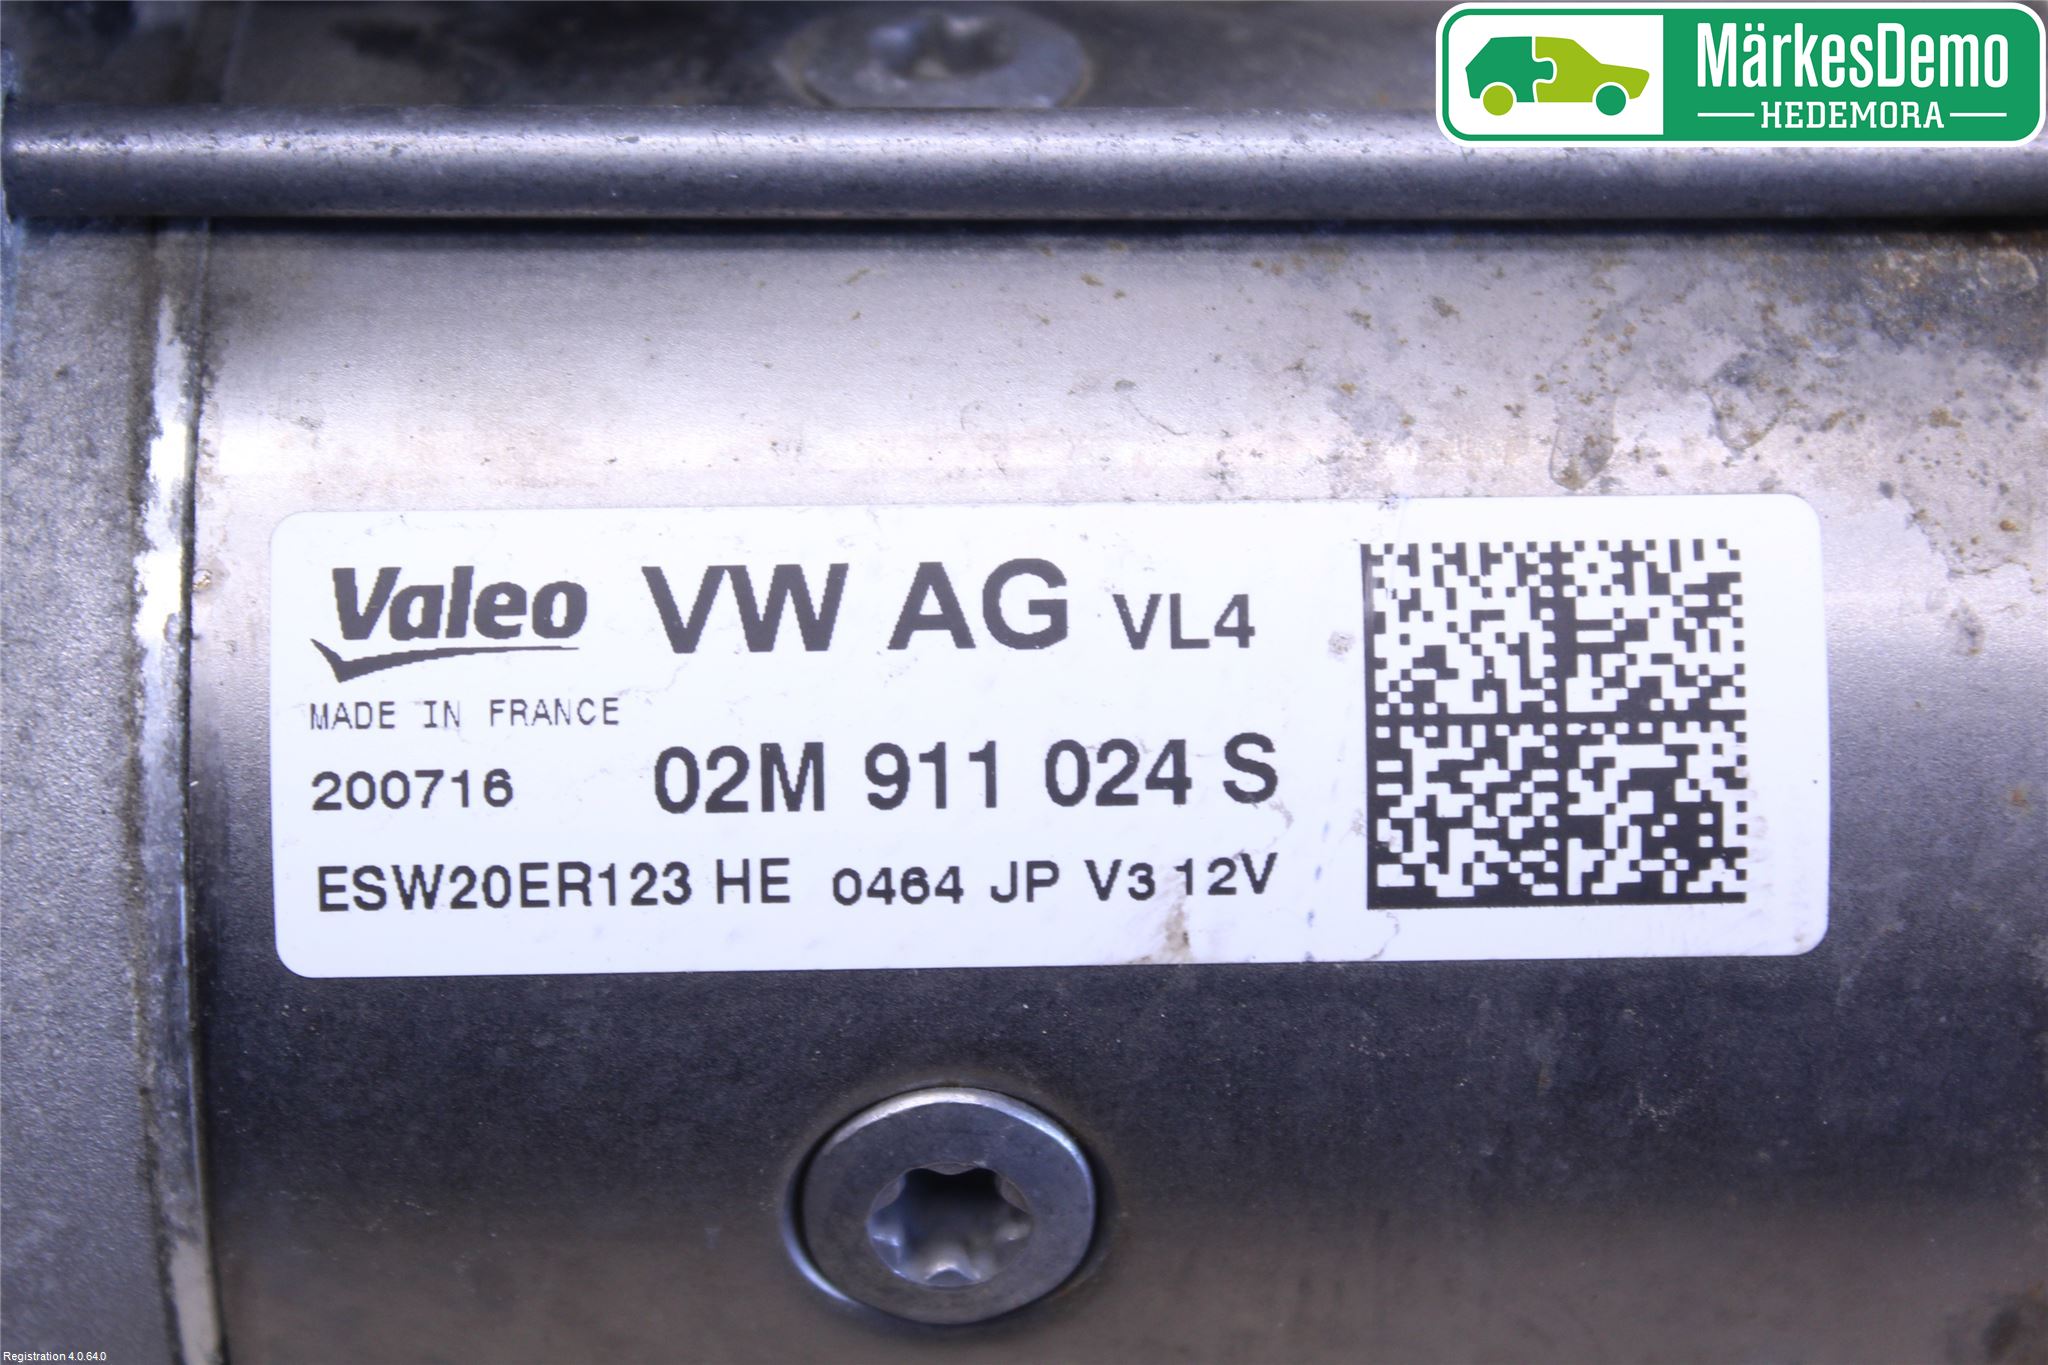 MärkesDemo
HEDEMORA
Valeo VW AG VL4
MADE IN FRANCE
200716 02M 911 024 S
ESW20ER123 HE 0464 JP V3 12V
Registration 4.0.64.0